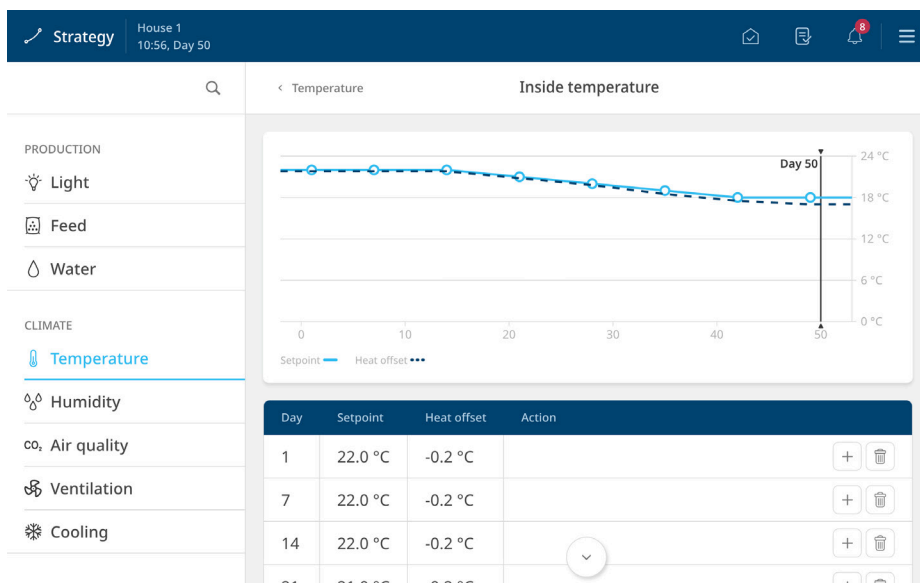 Strategy
House 1
10:56, Day 50
8
Temperature
Inside temperature
PRODUCTION
Light
Feed
Water
CLIMATE
Temperature
Humidity
CO₂ Air quality
Ventilation
Cooling
Day 50
24 °C
18 °C
12 °C
6 °C
0 °C
0 10 20 30 40 50
Setpoint Heat offset
Day Setpoint Heat offset Action
1 22.0 °C -0.2 °C
7 22.0 °C -0.2 °C
14 22.0 °C -0.2 °C